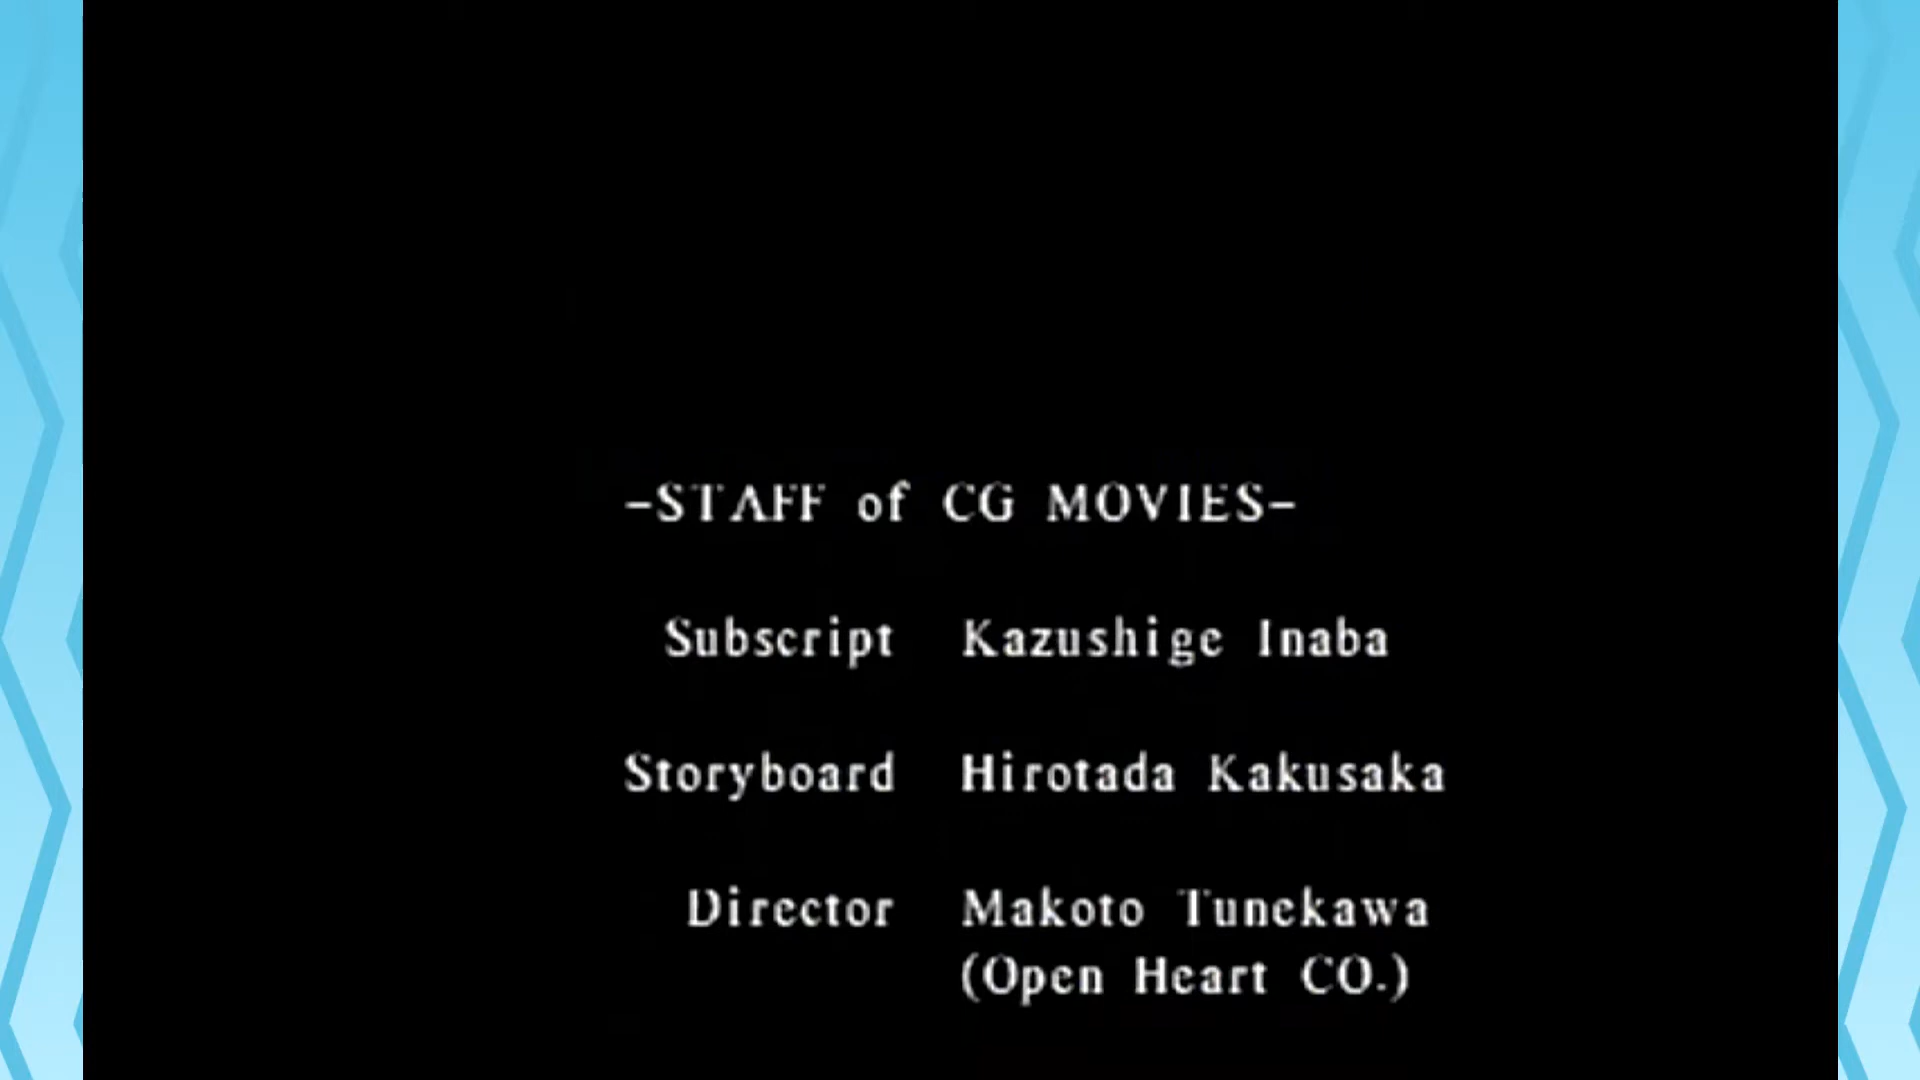 -STAFF of CG MOVIES-
Subscript Kazushige Inaba
Storyboard Hirotada Kakusaka
Director Makoto Tunekawa
(Open Heart CO.)